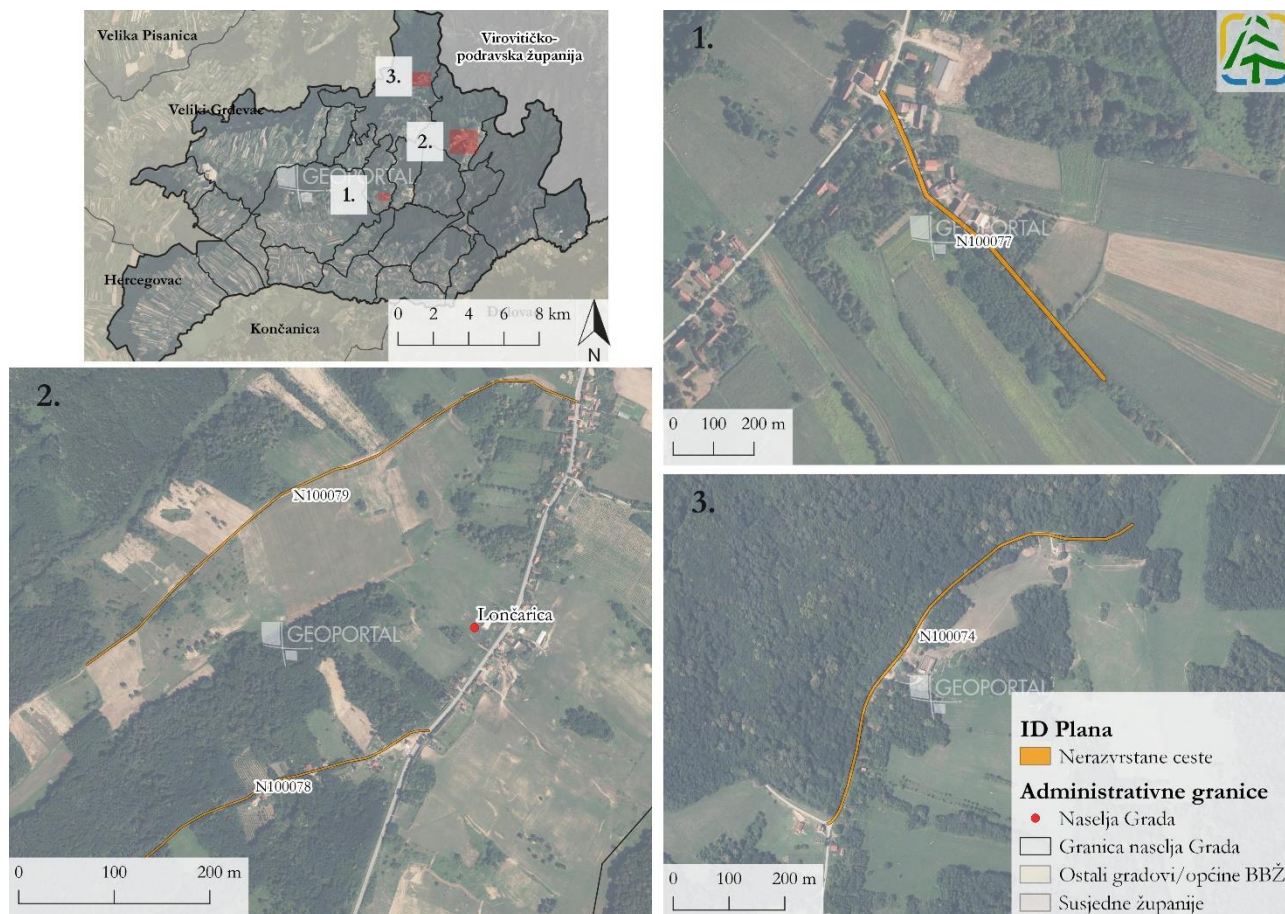 Velika Pisanica
Virovitičko-
podravska županija
3.
Veliki Grđevac
2.
GEOPORTAL
1.
Hercegovac
Končanica
0 2 4 6 8 km
N
1.
GEOPORTAL
N100077
0 100 200 m
2.
N100079
Lončarica
GEOPORTAL
N100078
0 100 200 m
3.
N100074
GEOPORTAL
0 100 200 m
ID Plana
Nerazvrstane ceste
Administrativne granice
Naselja Grada
Granica naselja Grada
Ostali gradovi/općine BBŽ
Susjedne županije